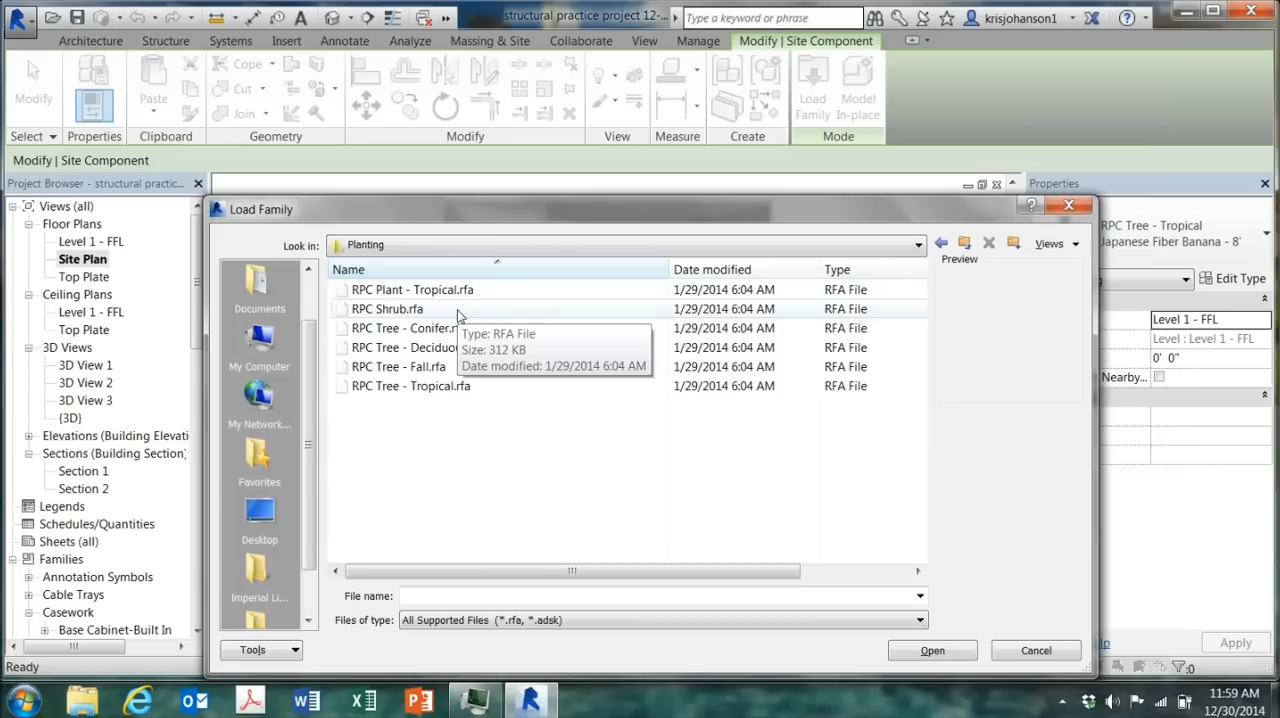 structural practice project 12-...
Type a keyword or phrase
krisjohanson1
Architecture Structure Systems Insert Annotate Analyze Massing & Site Collaborate View Manage Modify | Site Component
Modify
Paste
Cope
Cut
Join
Load Family
Model In-place
Select Properties Clipboard Geometry Modify View Measure Create Mode
Modify | Site Component
Project Browser - structural practic...
Properties
Views (all)
Floor Plans
Level 1 - FFL
Site Plan
Top Plate
Ceiling Plans
Level 1 - FFL
Top Plate
3D Views
3D View 1
3D View 2
3D View 3
{3D}
Elevations (Building Elevati
Sections (Building Section)
Section 1
Section 2
Legends
Schedules/Quantities
Sheets (all)
Families
Annotation Symbols
Cable Trays
Casework
Base Cabinet-Built In
Ready
Load Family
Look in: Planting
Views
Documents
My Computer
My Network...
Favorites
Desktop
Imperial Li...
Name Date modified Type
RPC Plant - Tropical.rfa 1/29/2014 6:04 AM RFA File
RPC Shrub.rfa 1/29/2014 6:04 AM RFA File
RPC Tree - Conifer.r 1/29/2014 6:04 AM RFA File
RPC Tree - Deciduou 1/29/2014 6:04 AM RFA File
RPC Tree - Fall.rfa 1/29/2014 6:04 AM RFA File
RPC Tree - Tropical.rfa 1/29/2014 6:04 AM RFA File
Type: RFA File
Size: 312 KB
Date modified: 1/29/2014 6:04 AM
Preview
File name:
Files of type: All Supported Files (*.rfa, *.adsk)
Tools
Open
Cancel
RPC Tree - Tropical
Japanese Fiber Banana - 8'
Edit Type
Level 1 - FFL
Level : Level 1 - FFL
0' 0"
Nearby...
Apply
:0
11:59 AM
12/30/2014